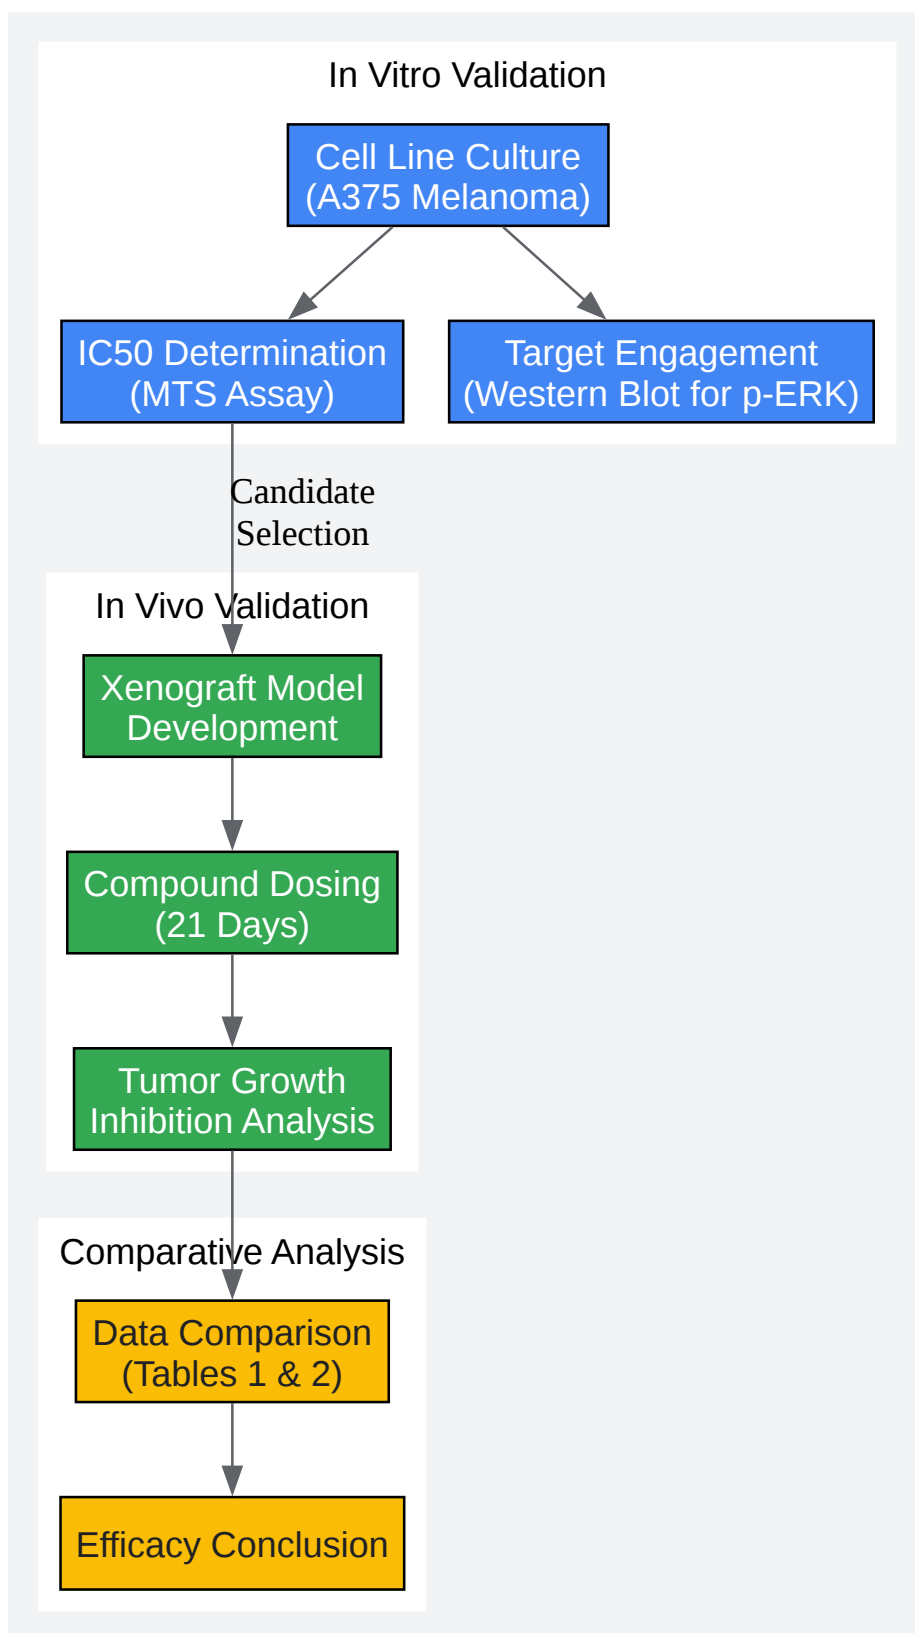 In Vitro Validation
Cell Line Culture
(A375 Melanoma)
IC50 Determination
(MTS Assay)
Target Engagement
(Western Blot for p-ERK)
Candidate
Selection
In Vivo Validation
Xenograft Model
Development
Compound Dosing
(21 Days)
Tumor Growth
Inhibition Analysis
Comparative Analysis
Data Comparison
(Tables 1 & 2)
Efficacy Conclusion